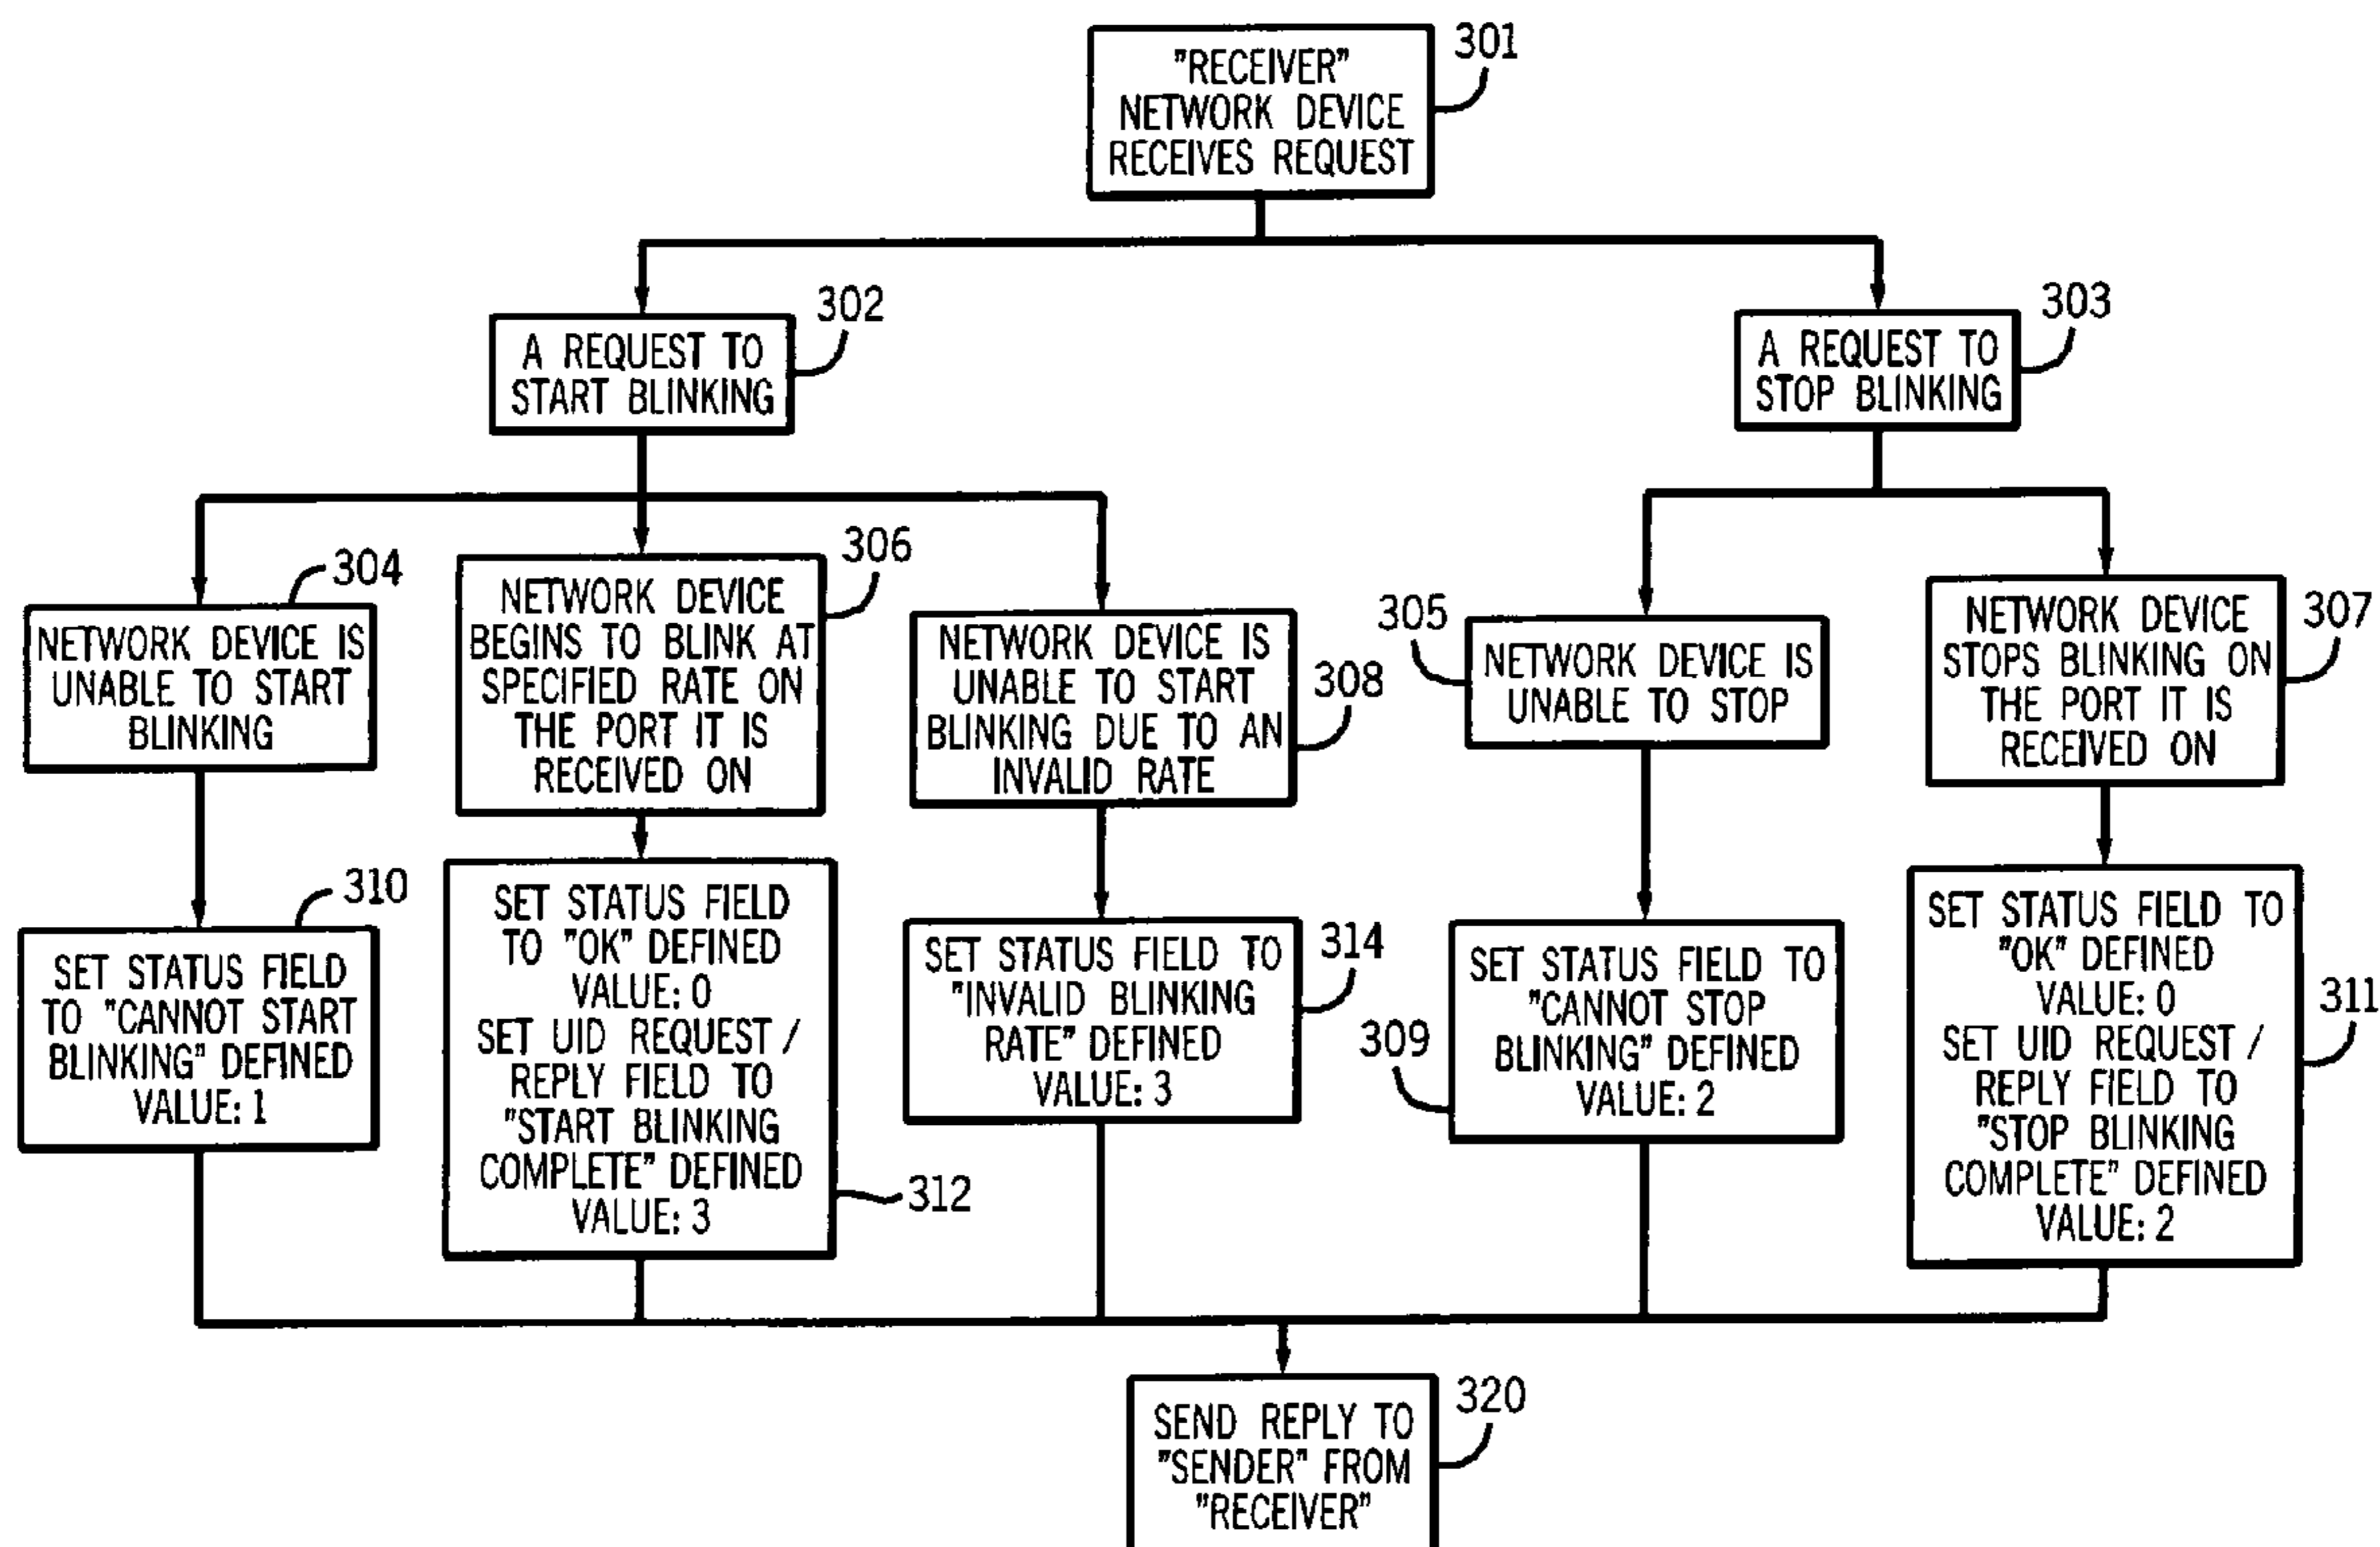 "RECEIVER"
NETWORK DEVICE
RECEIVES REQUEST
301
A REQUEST TO
START BLINKING
302
A REQUEST TO
STOP BLINKING
303
NETWORK DEVICE IS
UNABLE TO START
BLINKING
304
NETWORK DEVICE
BEGINS TO BLINK AT
SPECIFIED RATE ON
THE PORT IT IS
RECEIVED ON
306
NETWORK DEVICE IS
UNABLE TO START
BLINKING DUE TO AN
INVALID RATE
308
305
NETWORK DEVICE IS
UNABLE TO STOP
NETWORK DEVICE
STOPS BLINKING ON
THE PORT IT IS
RECEIVED ON
307
310
SET STATUS FIELD
TO "CANNOT START
BLINKING" DEFINED
VALUE: 1
SET STATUS FIELD
TO "OK" DEFINED
VALUE: 0
SET UID REQUEST /
REPLY FIELD TO
"START BLINKING
COMPLETE" DEFINED
VALUE: 3
312
SET STATUS FIELD TO
"INVALID BLINKING
RATE" DEFINED
VALUE: 3
314
309
SET STATUS FIELD TO
"CANNOT STOP
BLINKING" DEFINED
VALUE: 2
SET STATUS FIELD TO
"OK" DEFINED
VALUE: 0
SET UID REQUEST /
REPLY FIELD TO
"STOP BLINKING
COMPLETE" DEFINED
VALUE: 2
311
SEND REPLY TO
"SENDER" FROM
"RECEIVER"
320